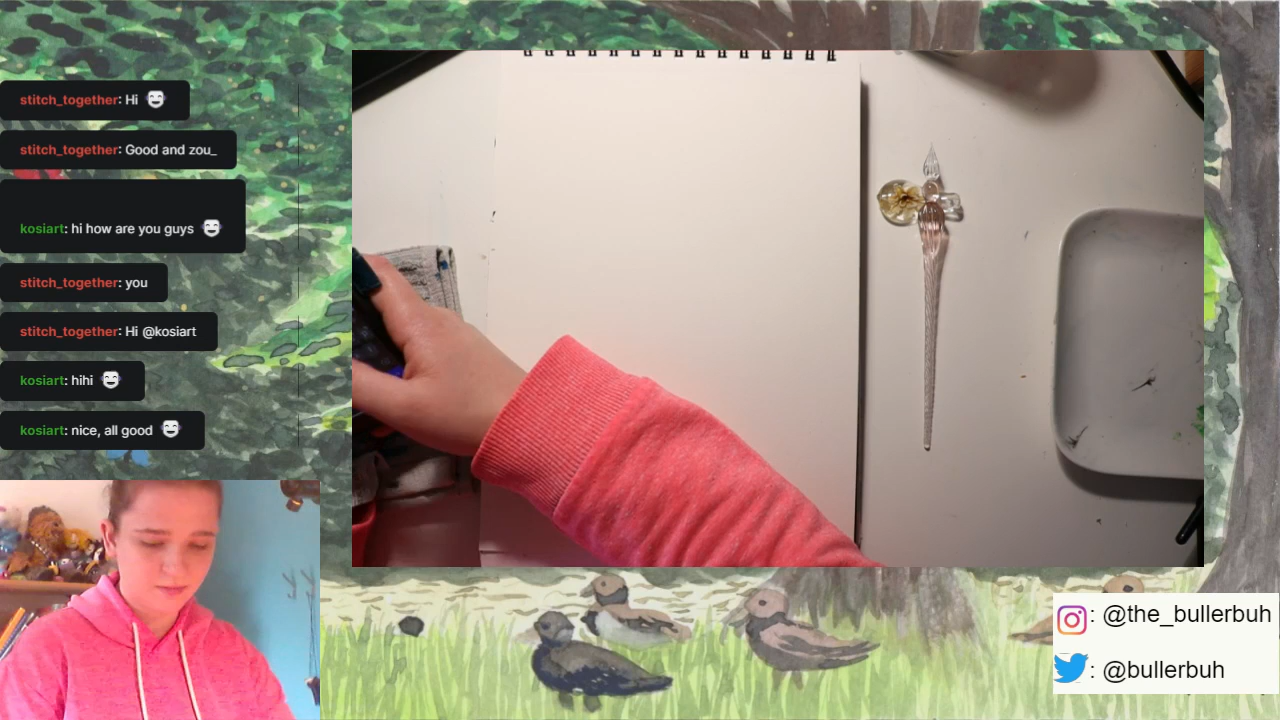 stitch_together: Hi
stitch_together: Good and zou_
kosiart: hi how are you guys
stitch_together: you
stitch_together: Hi @kosiart
kosiart: hihi
kosiart: nice, all good
: @the_bullerbuh
: @bullerbuh